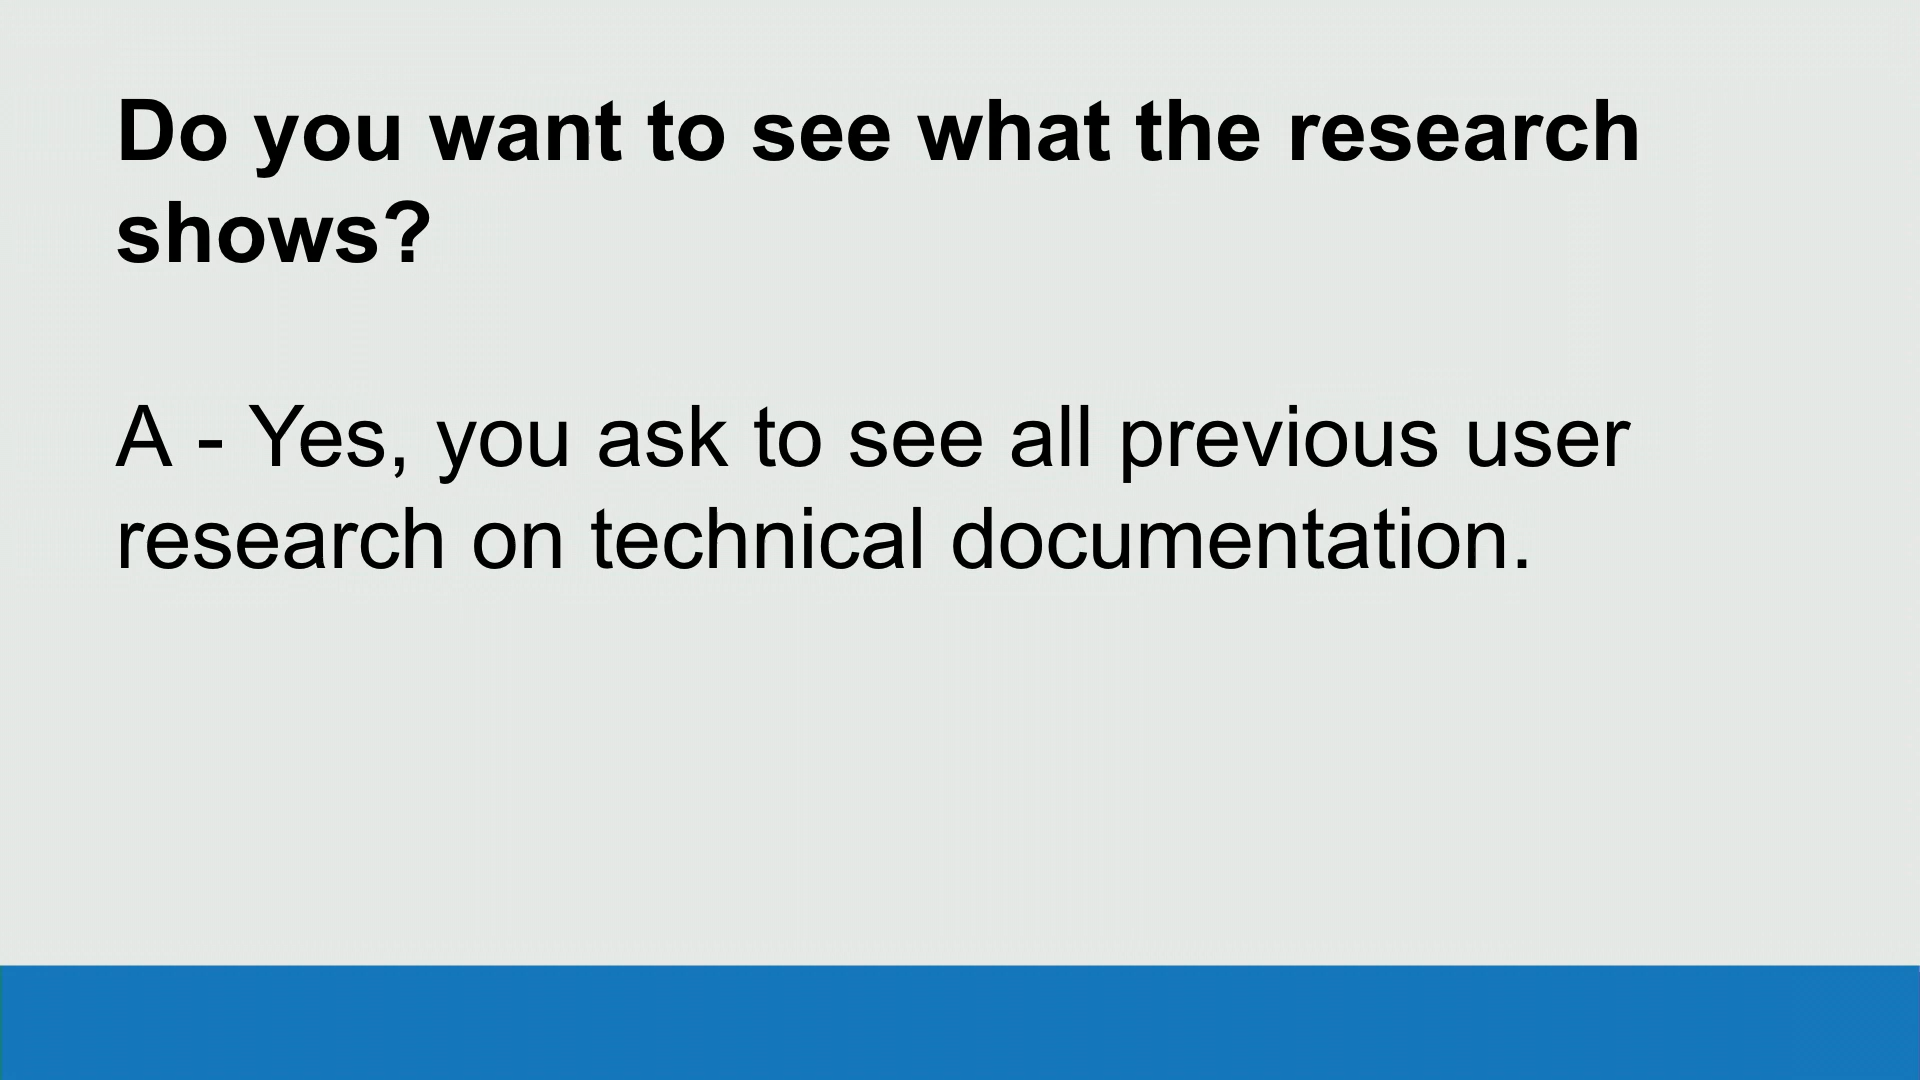 Do you want to see what the research
shows?
A - Yes, you ask to see all previous user
research on technical documentation.